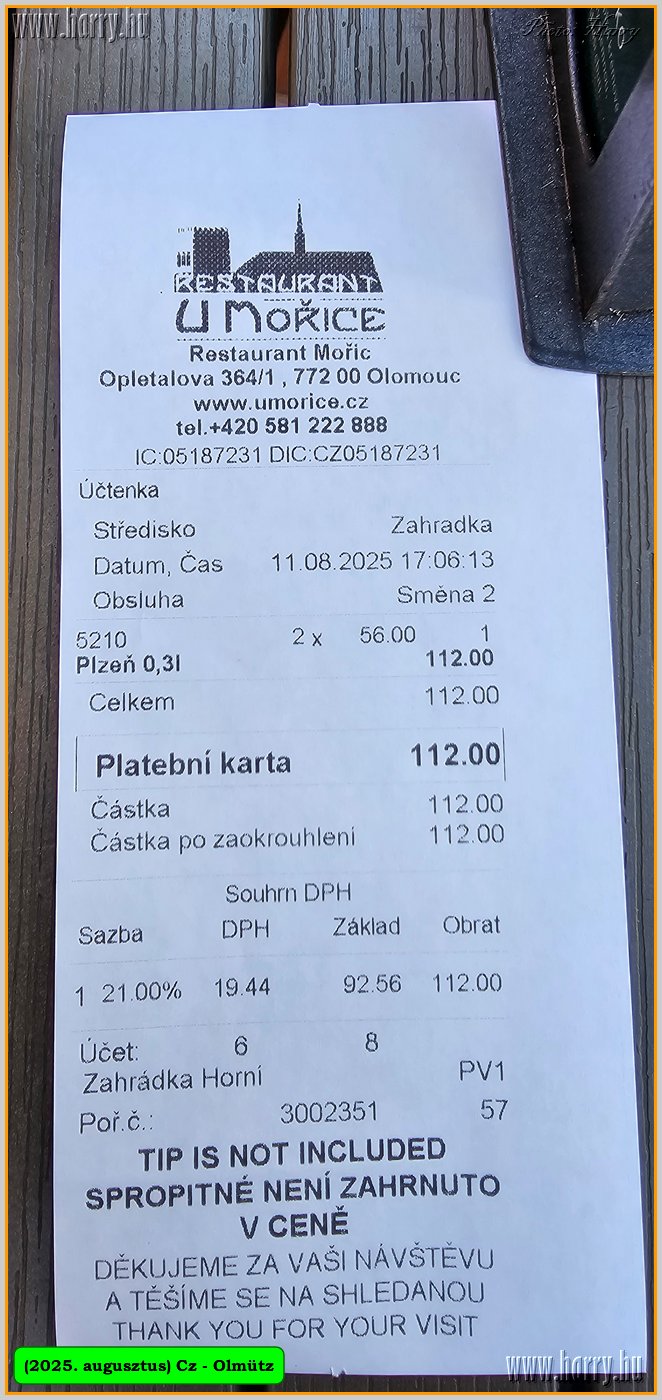 www.horry.hu
Photo: Harry
RESTAURANT
U MOŘICE
Restaurant Mořic
Opletalova 364/1 , 772 00 Olomouc
www.umorice.cz
tel.+420 581 222 888
IC:05187231 DIC:CZ05187231
Účtenka
Středisko Zahradka
Datum, Čas 11.08.2025 17:06:13
Obsluha Směna 2
5210 2 x 56.00 1
Plzeň 0,3l 112.00
Celkem 112.00
Platební karta 112.00
Částka 112.00
Částka po zaokrouhlení 112.00
Souhrn DPH
Sazba DPH Základ Obrat
1 21.00% 19.44 92.56 112.00
Účet: 6 8
Zahrádka Horní PV1
Poř.č.: 3002351 57
TIP IS NOT INCLUDED
SPROPITNÉ NENÍ ZAHRNUTO
V CENĚ
DĚKUJEME ZA VAŠI NÁVŠTĚVU
A TĚŠÍME SE NA SHLEDANOU
THANK YOU FOR YOUR VISIT
(2025. augusztus) Cz - Olmütz
www.horry.hu